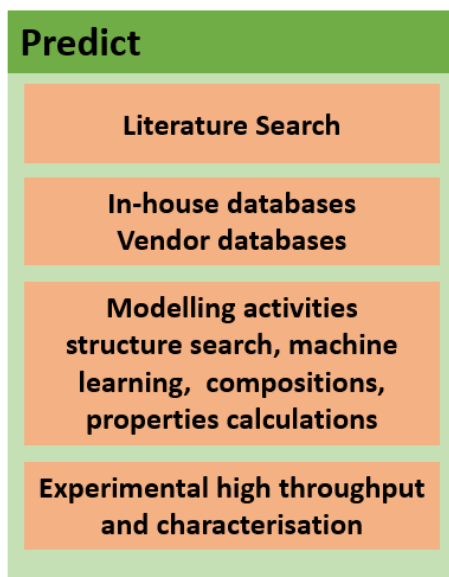 Predict
Literature Search
In-house databases
Vendor databases
Modelling activities
structure search, machine
learning, compositions,
properties calculations
Experimental high throughput
and characterisation